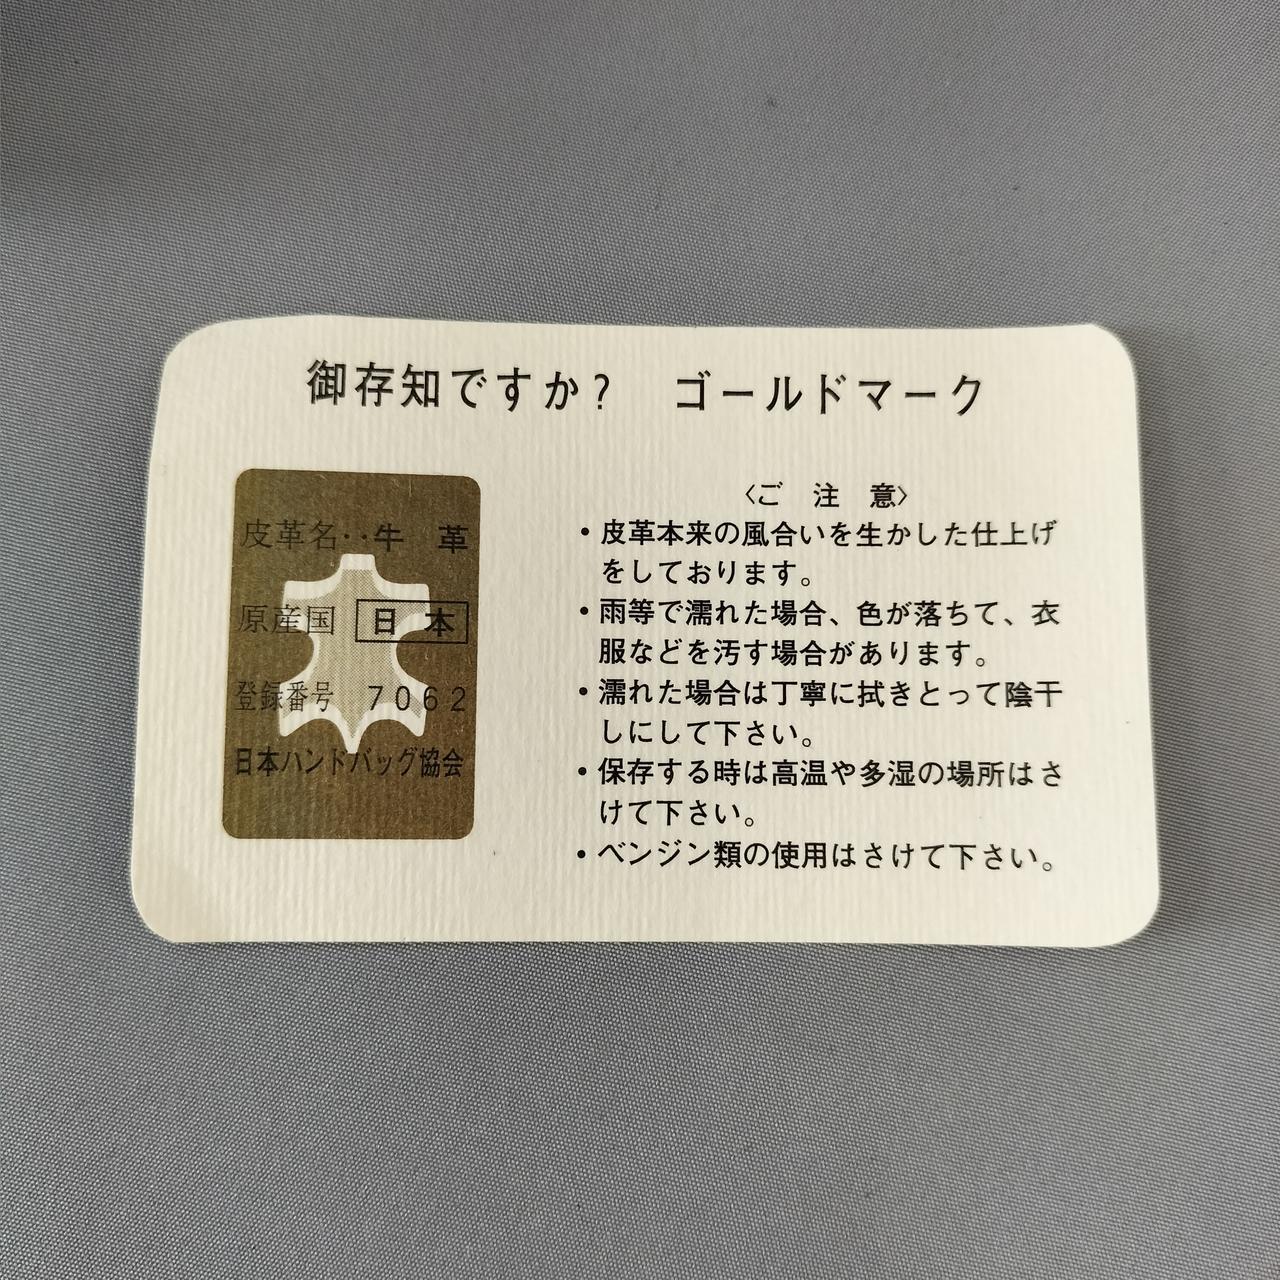 御存知ですか？　ゴールドマーク
皮革名‥牛　革
原産国 日　本
登録番号　7062
日本ハンドバッグ協会
〈ご　注　意〉
・皮革本来の風合いを生かした仕上げ
をしております。
・雨等で濡れた場合、色が落ちて、衣
服などを汚す場合があります。
・濡れた場合は丁寧に拭きとって陰干
しにして下さい。
・保存する時は高温や多湿の場所はさ
けて下さい。
・ベンジン類の使用はさけて下さい。